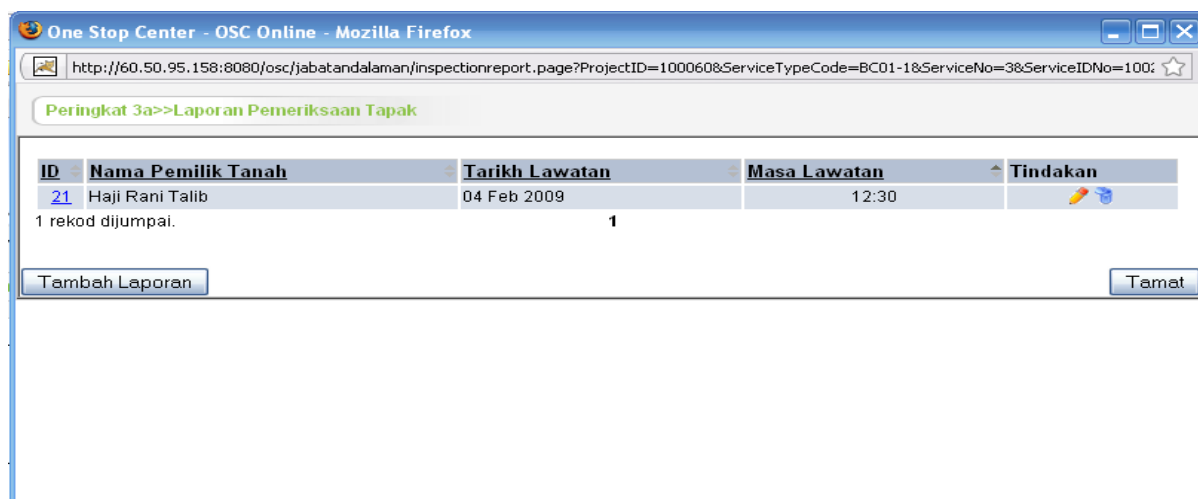 One Stop Center - OSC Online - Mozilla Firefox
http://60.50.95.158:8080/osc/jabatandalaman/inspectionreport.page?ProjectID=100060&ServiceTypeCode=BC01-1&ServiceNo=3&ServiceIDNo=1002
Peringkat 3a>>Laporan Pemeriksaan Tapak
ID Nama Pemilik Tanah Tarikh Lawatan Masa Lawatan Tindakan
21 Haji Rani Talib 04 Feb 2009 12:30
1 rekod dijumpai. 1
Tambah Laporan Tamat